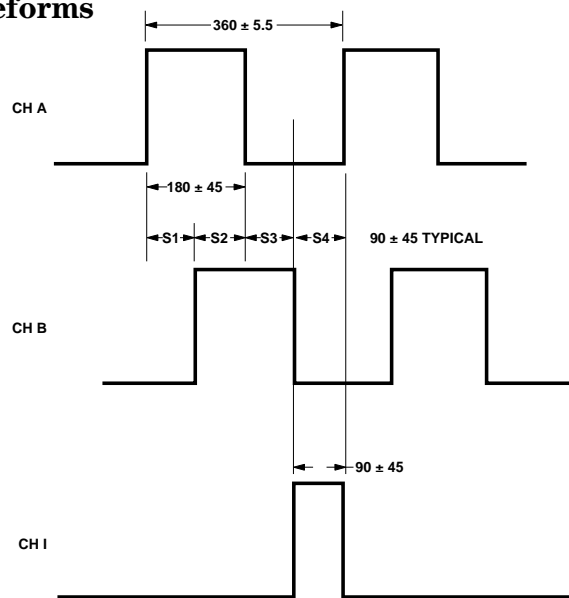 eforms
360 ± 5.5
CH A
180 ± 45
S1 S2 S3 S4 90 ± 45 TYPICAL
CH B
90 ± 45
CH I